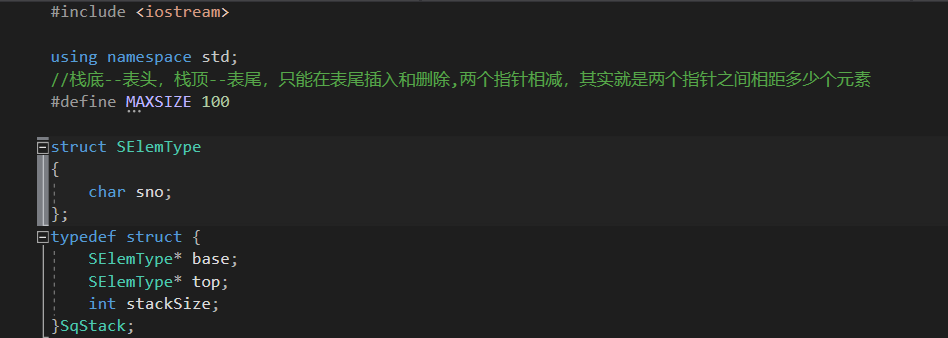 #include <iostream>
using namespace std;
//栈底--表头，栈顶--表尾，只能在表尾插入和删除,两个指针相减，其实就是两个指针之间相距多少个元素
#define MAXSIZE 100
struct SElemType
{
char sno;
};
typedef struct {
SElemType* base;
SElemType* top;
int stackSize;
}SqStack;